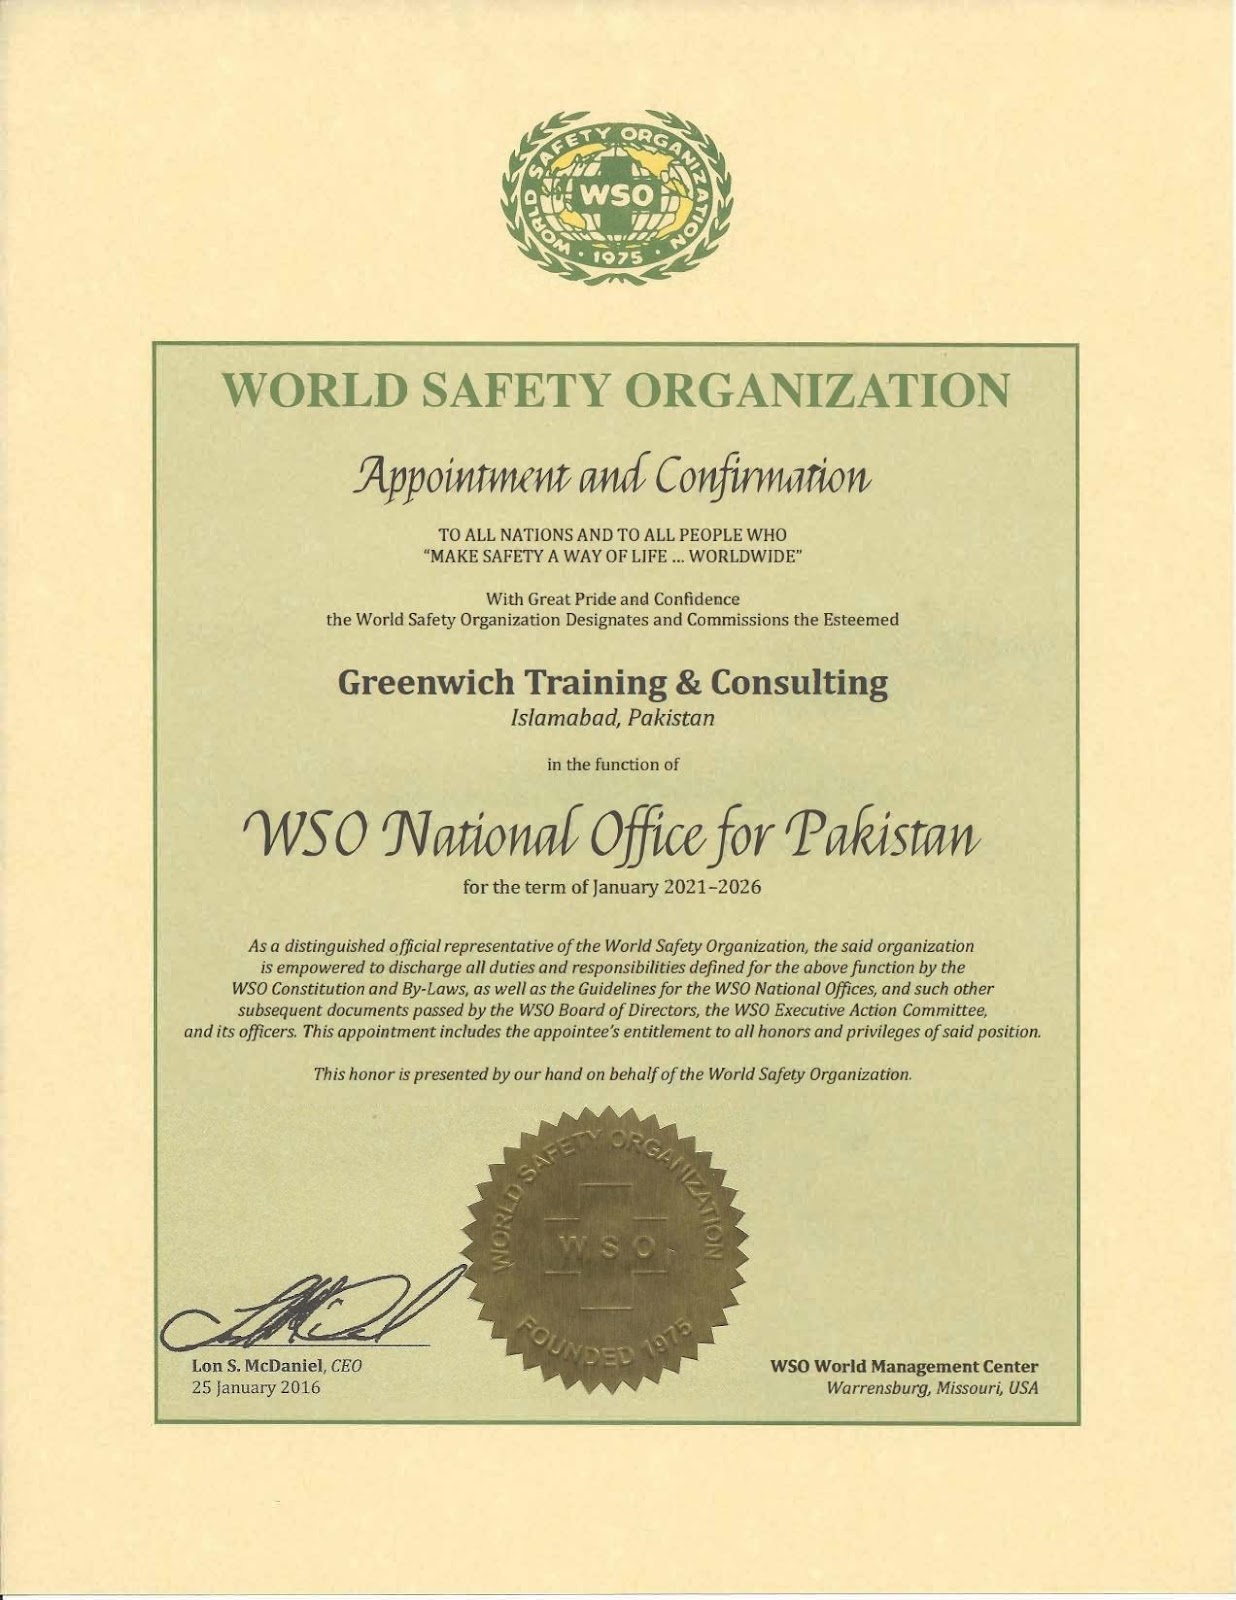 WORLD SAFETY ORGANIZATION
WSO
· 1975 ·
WORLD SAFETY ORGANIZATION
Appointment and Confirmation
TO ALL NATIONS AND TO ALL PEOPLE WHO
“MAKE SAFETY A WAY OF LIFE ... WORLDWIDE”
With Great Pride and Confidence
the World Safety Organization Designates and Commissions the Esteemed
Greenwich Training & Consulting
Islamabad, Pakistan
in the function of
WSO National Office for Pakistan
for the term of January 2021–2026
As a distinguished official representative of the World Safety Organization, the said organization
is empowered to discharge all duties and responsibilities defined for the above function by the
WSO Constitution and By-Laws, as well as the Guidelines for the WSO National Offices, and such other
subsequent documents passed by the WSO Board of Directors, the WSO Executive Action Committee,
and its officers. This appointment includes the appointee’s entitlement to all honors and privileges of said position.
This honor is presented by our hand on behalf of the World Safety Organization.
WORLD SAFETY ORGANIZATION
WSO
FOUNDED 1975
Lon S. McDaniel, CEO
25 January 2016
WSO World Management Center
Warrensburg, Missouri, USA